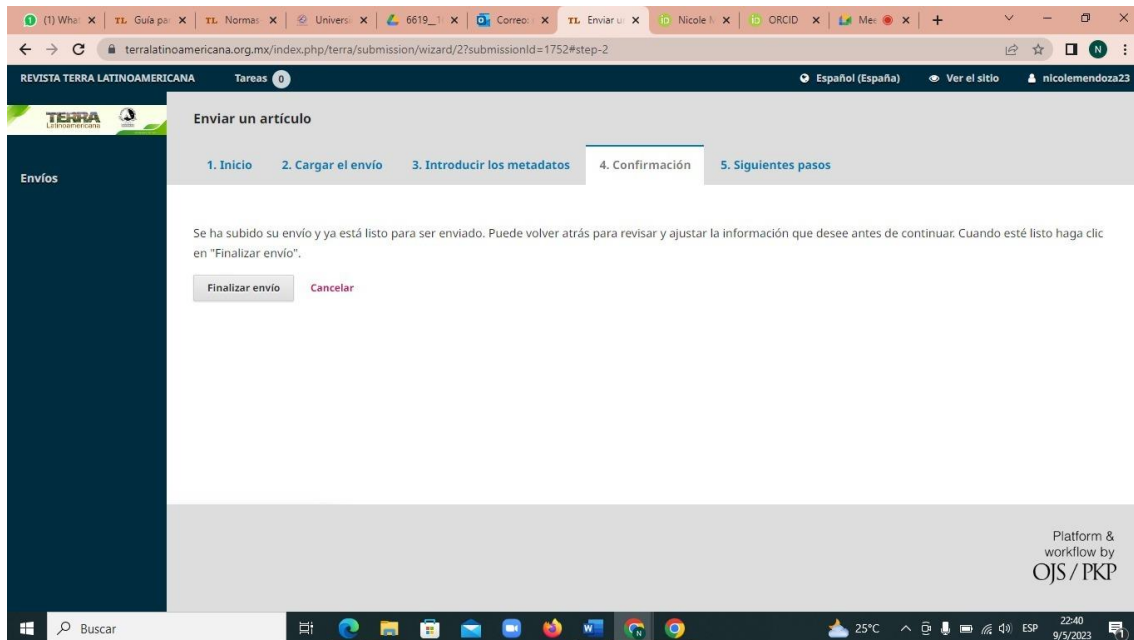 (1) What
TL Guía pa
TL Normas
Universi
6619_1
Correo:
TL Enviar u
Nicole M
ORCID
Mee
terralatinoamericana.org.mx/index.php/terra/submission/wizard/2?submissionId=1752#step-2
N
REVISTA TERRA LATINOAMERICANA Tareas 0 Español (España) Ver el sitio nicolemendoza23
TERRA
Latinoamericana
Enviar un artículo
1. Inicio 2. Cargar el envío 3. Introducir los metadatos 4. Confirmación 5. Siguientes pasos
Envíos
Se ha subido su envío y ya está listo para ser enviado. Puede volver atrás para revisar y ajustar la información que desee antes de continuar. Cuando esté listo haga clic
en "Finalizar envío".
Finalizar envío Cancelar
Platform &
workflow by
OJS / PKP
Buscar
25°C ESP 22:40
9/5/2023